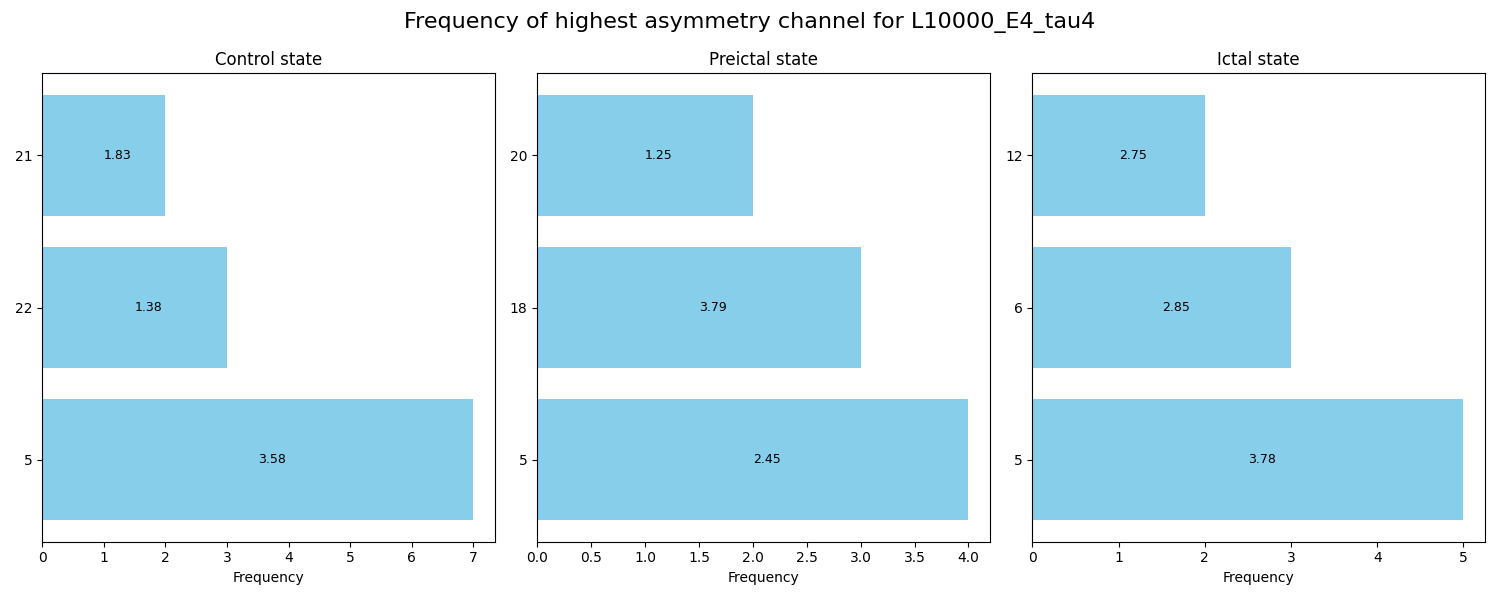 Frequency of highest asymmetry channel for L10000_E4_tau4
Control state
21
1.83
22
1.38
5
3.58
0 1 2 3 4 5 6 7
Frequency
Preictal state
20
1.25
18
3.79
5
2.45
0.0 0.5 1.0 1.5 2.0 2.5 3.0 3.5 4.0
Frequency
Ictal state
12
2.75
6
2.85
5
3.78
0 1 2 3 4 5
Frequency